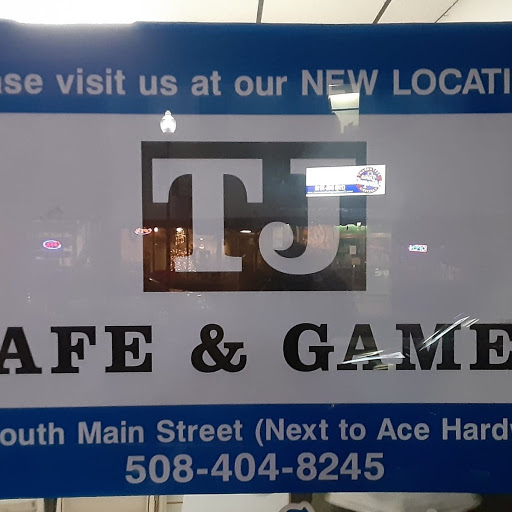 ase visit us at our NEW LOCATI
TJ
AFE & GAME
outh Main Street (Next to Ace Hardw
508-404-8245